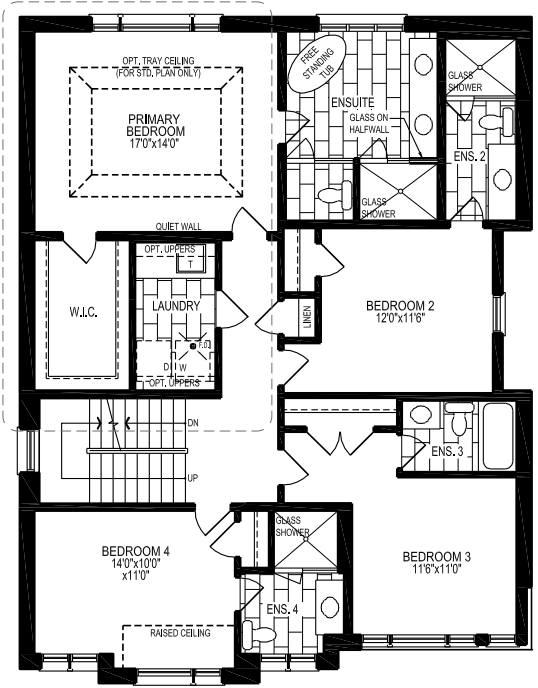 OPT. TRAY CEILING
(FOR STD. PLAN ONLY)
PRIMARY
BEDROOM
17'0"x14'0"
QUIET WALL
FREE
STANDING
TUB
ENSUITE
GLASS ON
HALFWALL
GLASS
SHOWER
GLASS
SHOWER
ENS. 2
W.I.C.
OPT. UPPERS
T
LAUNDRY
F.D.
D
W
OPT. UPPERS
LINEN
BEDROOM 2
12'0"x11'6"
DN
UP
ENS. 3
BEDROOM 4
14'0"x10'0"
x11'0"
RAISED CEILING
GLASS
SHOWER
ENS. 4
BEDROOM 3
11'6"x11'0"